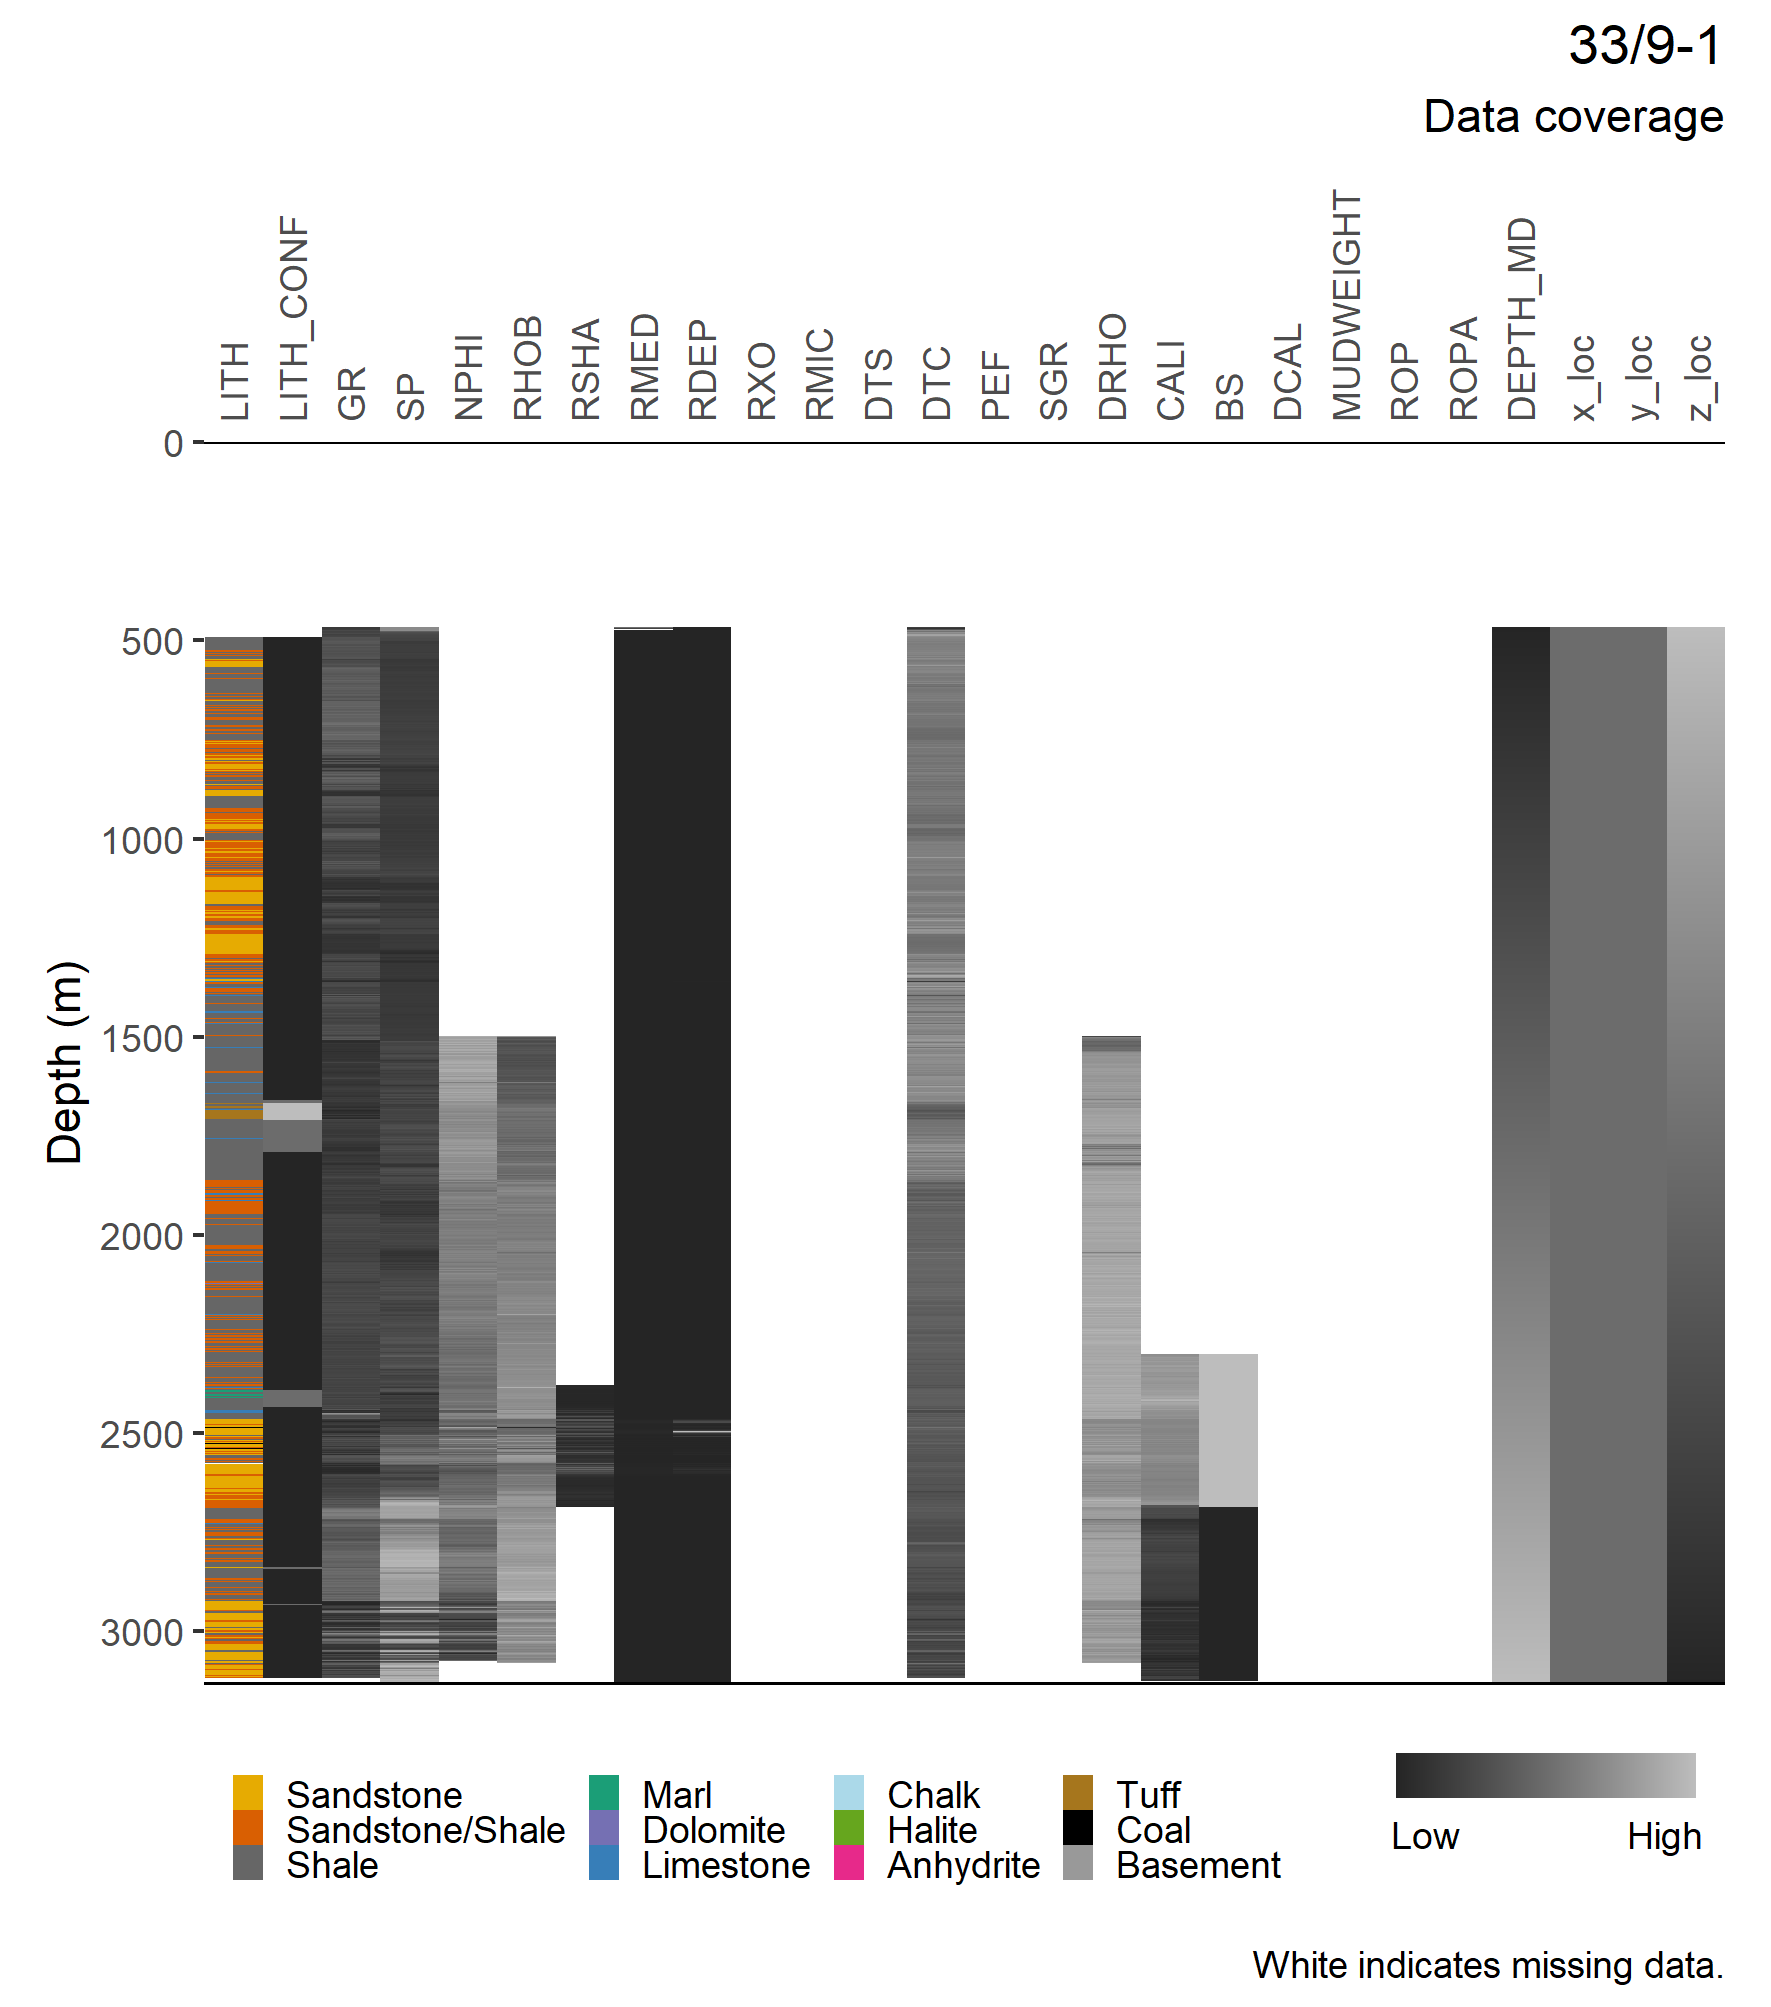 33/9-1
Data coverage
LITH
LITH_CONF
GR
SP
NPHI
RHOB
RSHA
RMED
RDEP
RXO
RMIC
DTS
DTC
PEF
SGR
DRHO
CALI
BS
DCAL
MUDWEIGHT
ROP
ROPA
DEPTH_MD
x_loc
y_loc
z_loc
0
500
1000
1500
2000
2500
3000
Depth (m)
Sandstone
Sandstone/Shale
Shale
Marl
Dolomite
Limestone
Chalk
Halite
Anhydrite
Tuff
Coal
Basement
Low
High
White indicates missing data.